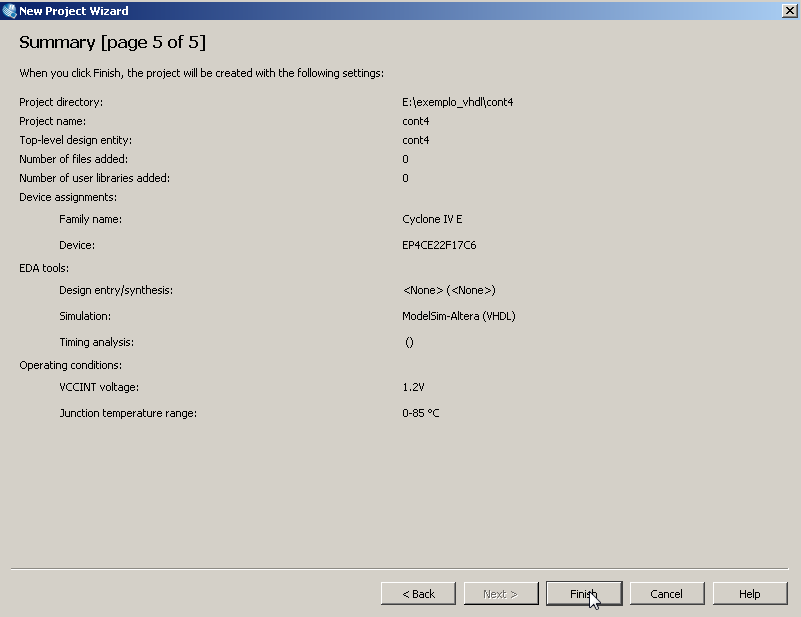 New Project Wizard
Summary [page 5 of 5]
When you click Finish, the project will be created with the following settings:
Project directory: E:\exemplo_vhdl\cont4
Project name: cont4
Top-level design entity: cont4
Number of files added: 0
Number of user libraries added: 0
Device assignments:
Family name: Cyclone IV E
Device: EP4CE22F17C6
EDA tools:
Design entry/synthesis: <None> (<None>)
Simulation: ModelSim-Altera (VHDL)
Timing analysis: ()
Operating conditions:
VCCINT voltage: 1.2V
Junction temperature range: 0-85 °C
< Back Next > Finish Cancel Help